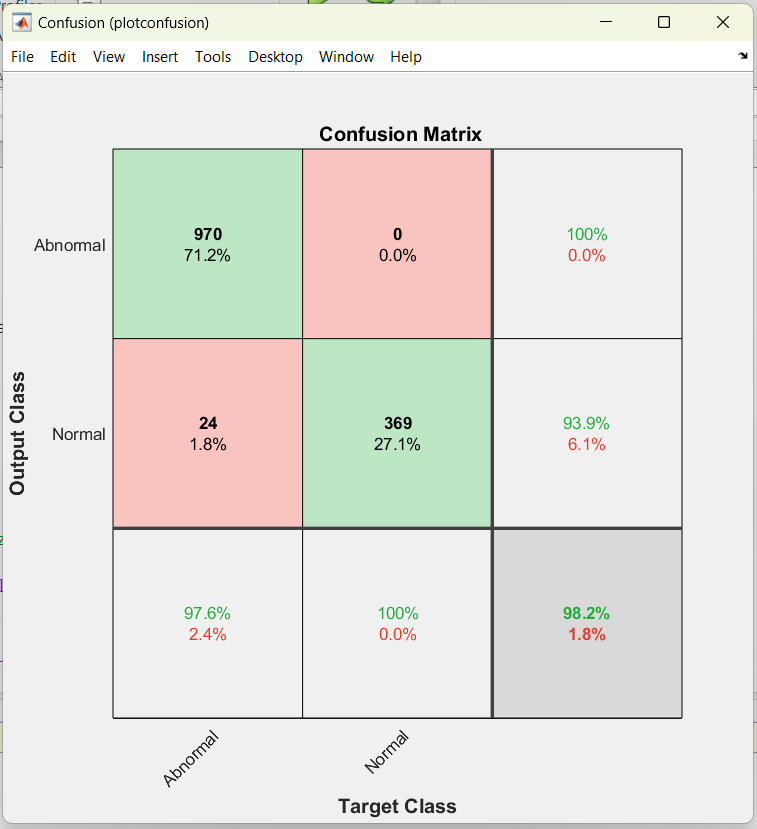 Confusion (plotconfusion)
File Edit View Insert Tools Desktop Window Help
Confusion Matrix
Abnormal
970
71.2%
0
0.0%
100%
0.0%
Normal
24
1.8%
369
27.1%
93.9%
6.1%
97.6%
2.4%
100%
0.0%
98.2%
1.8%
Output Class
Abnormal
Normal
Target Class